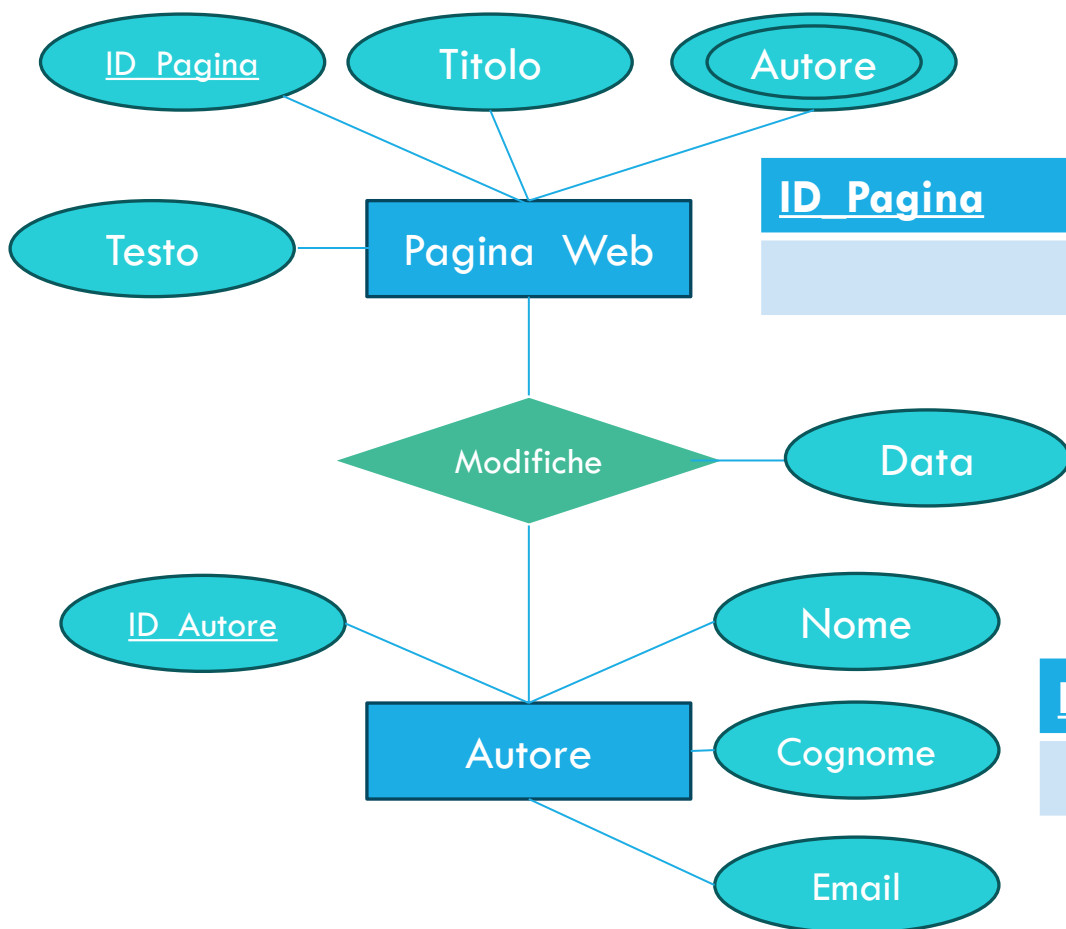 ID_Pagina
Titolo
Autore
ID_Pagina
Testo
Pagina Web
Modifiche
Data
ID_Autore
Nome
Autore
Cognome
Email